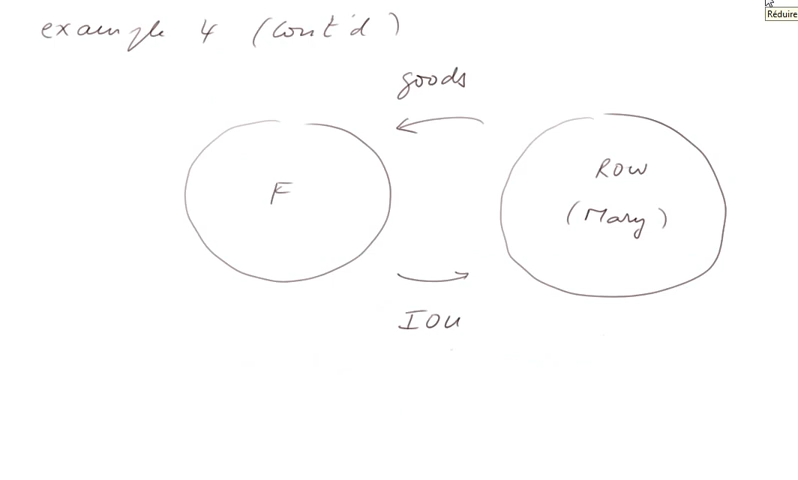 example 4 (cont'd)
Réduire
goods
F
ROW
(Mary)
IOU